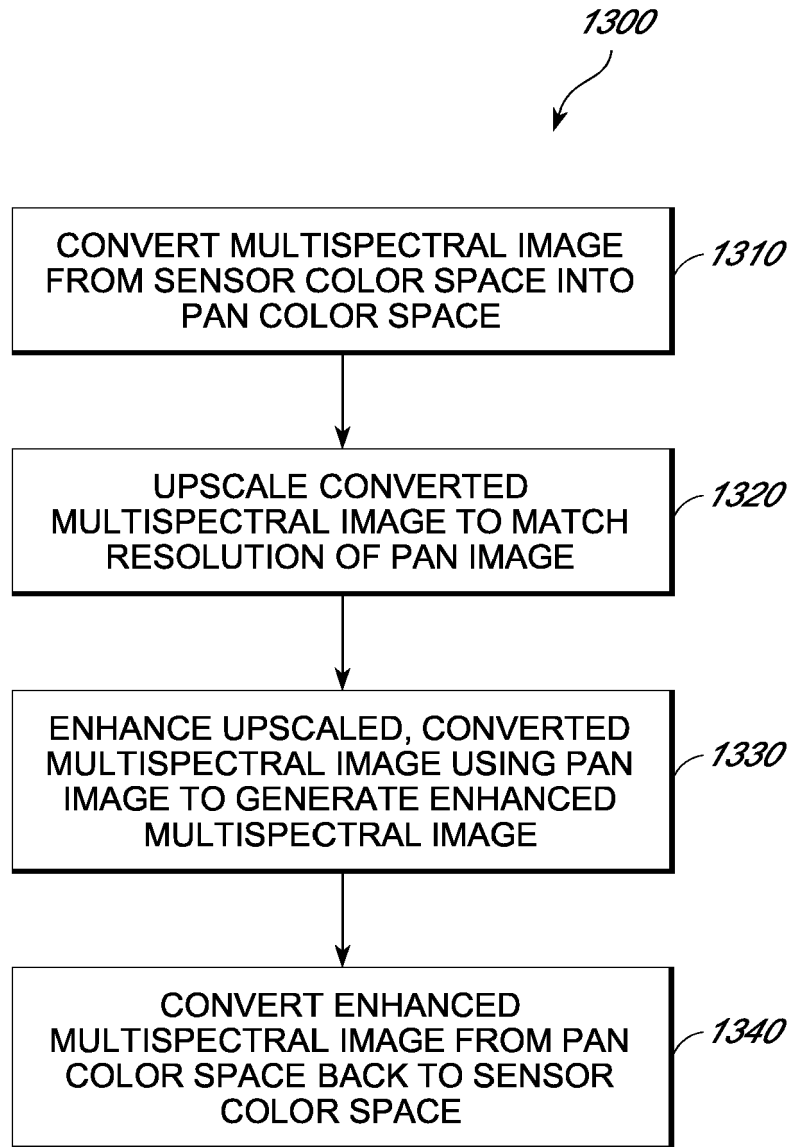 1300
CONVERT MULTISPECTRAL IMAGE
FROM SENSOR COLOR SPACE INTO
PAN COLOR SPACE
1310
UPSCALE CONVERTED
MULTISPECTRAL IMAGE TO MATCH
RESOLUTION OF PAN IMAGE
1320
ENHANCE UPSCALED, CONVERTED
MULTISPECTRAL IMAGE USING PAN
IMAGE TO GENERATE ENHANCED
MULTISPECTRAL IMAGE
1330
CONVERT ENHANCED
MULTISPECTRAL IMAGE FROM PAN
COLOR SPACE BACK TO SENSOR
COLOR SPACE
1340